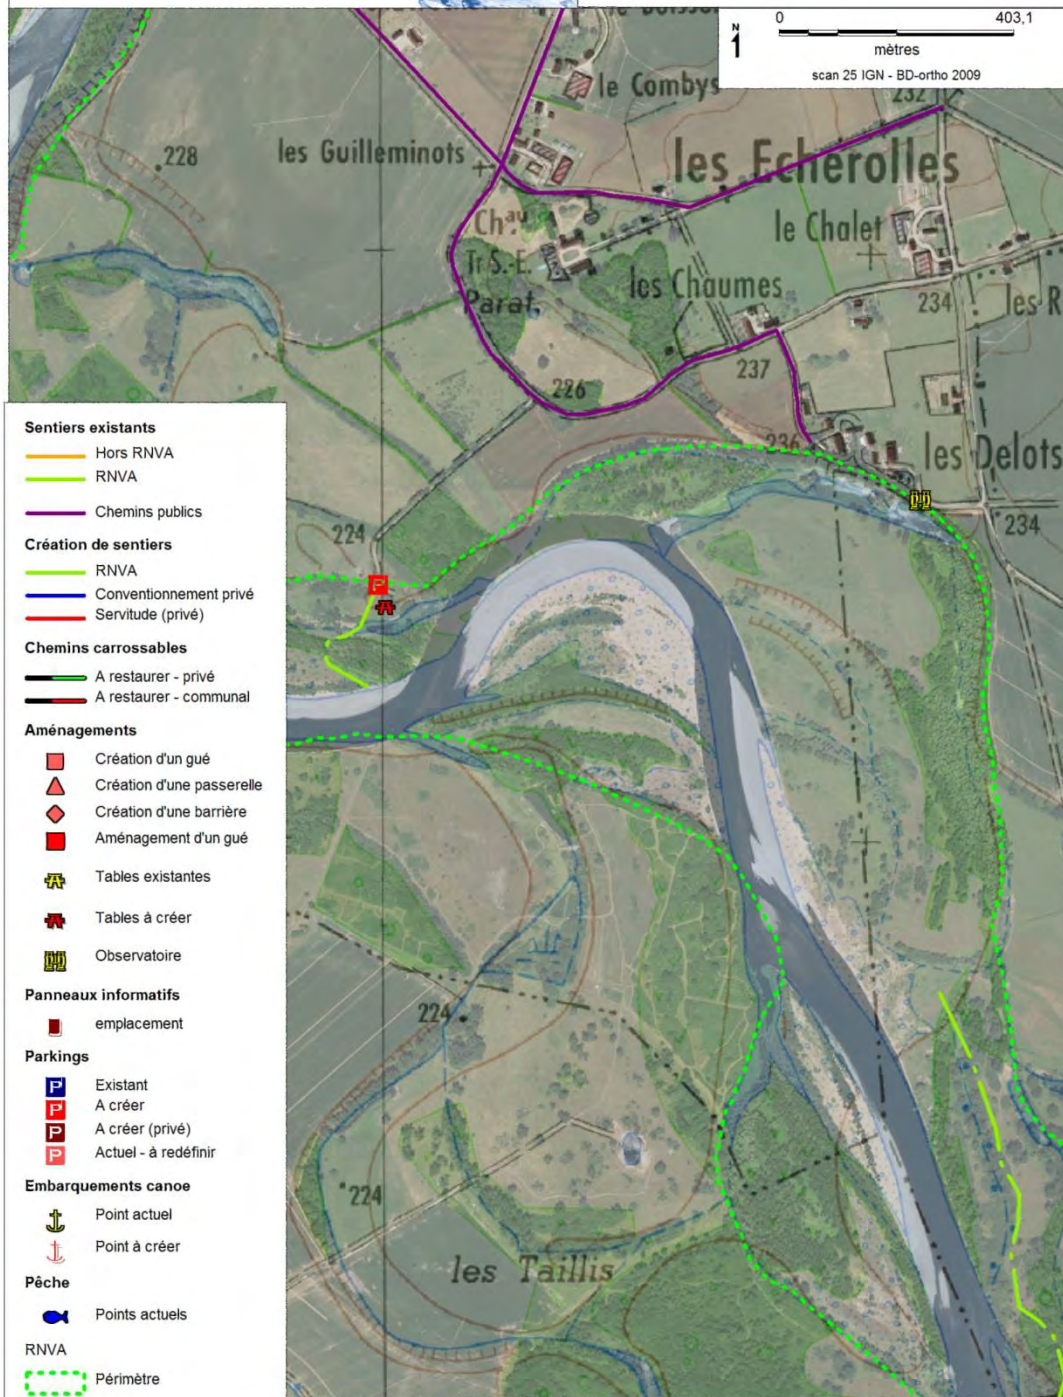 0 403,1
N
mètres
scan 25 IGN - BD-ortho 2009
le Combys
232
les Guilleminots
228
les Echerolles
Ch.au
le Chalet
Tr S.-E.
Parat.
les Chaumes
234
les R
237
226
236
les Delots
224
234
224
224
les Taillis
Sentiers existants
Hors RNVA
RNVA
Chemins publics
Création de sentiers
RNVA
Conventionnement privé
Servitude (privé)
Chemins carrossables
A restaurer - privé
A restaurer - communal
Aménagements
Création d'un gué
Création d'une passerelle
Création d'une barrière
Aménagement d'un gué
Tables existantes
Tables à créer
Observatoire
Panneaux informatifs
emplacement
Parkings
P Existant
P A créer
P A créer (privé)
P Actuel - à redéfinir
Embarquements canoe
Point actuel
Point à créer
Pêche
Points actuels
RNVA
Périmètre
P